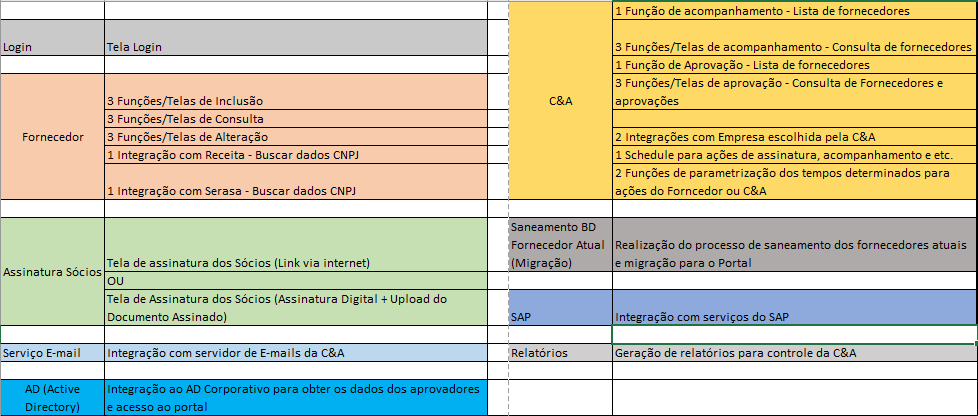 Login
Tela Login
Fornecedor
3 Funções/Telas de Inclusão
3 Funções/Telas de Consulta
3 Funções/Telas de Alteração
1 Integração com Receita - Buscar dados CNPJ
1 Integração com Serasa - Buscar dados CNPJ
Assinatura Sócios
Tela de assinatura dos Sócios (Link via internet)
OU
Tela de Assinatura dos Sócios (Assinatura Digital + Upload do
Documento Assinado)
Serviço E-mail
Integração com servidor de E-mails da C&A
AD (Active
Directory)
Integração ao AD Corporativo para obter os dados dos aprovadores
e acesso ao portal
C&A
1 Função de acompanhamento - Lista de fornecedores
3 Funções/Telas de acompanhamento - Consulta de fornecedores
1 Função de Aprovação - Lista de fornecedores
3 Funções/Telas de aprovação - Consulta de Fornecedores e
aprovações
2 Integrações com Empresa escolhida pela C&A
1 Schedule para ações de assinatura, acompanhamento e etc.
2 Funções de parametrização dos tempos determinados para
ações do Forncedor ou C&A
Saneamento BD
Fornecedor Atual
(Migração)
Realização do processo de saneamento dos fornecedores atuais
e migração para o Portal
SAP
Integração com serviços do SAP
Relatórios
Geração de relatórios para controle da C&A